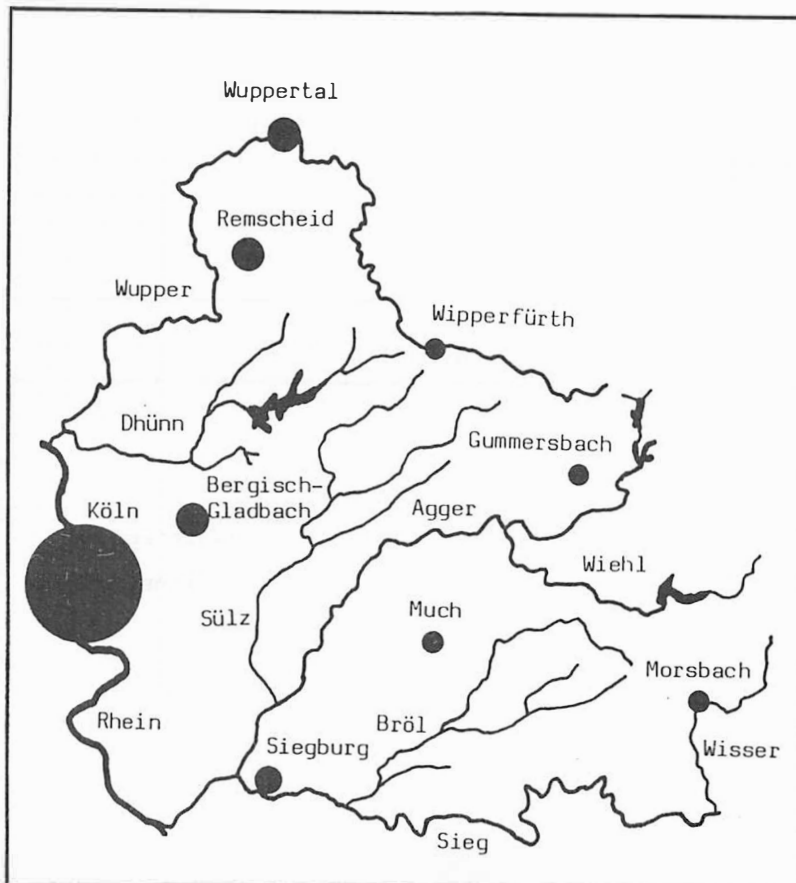 Wuppertal
Remscheid
Wupper
Wipperfürth
Dhünn
Gummersbach
Bergisch-
Gladbach
Köln
Agger
Wiehl
Sülz
Much
Morsbach
Rhein
Bröl
Siegburg
Wisser
Sieg